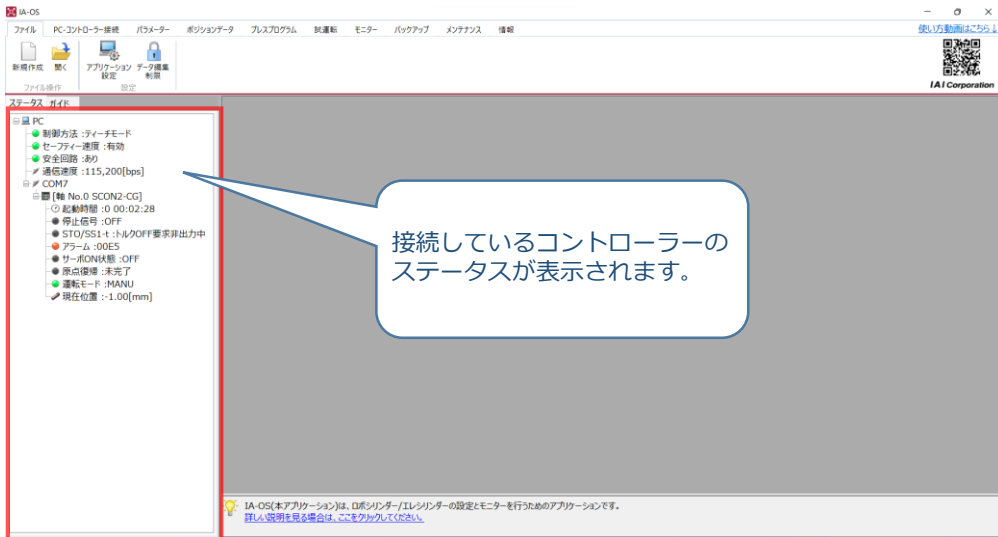 IA-OS
ファイル PC-コントローラー接続 パラメーター ポジションデータ プレスプログラム 試運転 モニター バックアップ メンテナンス 情報
使い方動画はこちら↓
新規作成 開く アプリケーション設定 データ編集制限
ファイル操作 設定
IAI Corporation
ステータス ガイド
PC
制御方法 :ティーチモード
セーフティー速度 :有効
安全回路 :あり
通信速度 :115,200[bps]
COM7
[軸 No.0 SCON2-CG]
起動時間 :0 00:02:28
停止信号 :OFF
STO/SS1-t :トルクOFF要求非出力中
アラーム :00E5
サーボON状態 :OFF
原点復帰 :未完了
運転モード :MANU
現在位置 :-1.00[mm]
接続しているコントローラーの
ステータスが表示されます。
IA-OS(本アプリケーション)は、ロボシリンダー/エレシリンダーの設定とモニターを行うためのアプリケーションです。
詳しい説明を見る場合は、ここをクリックしてください。